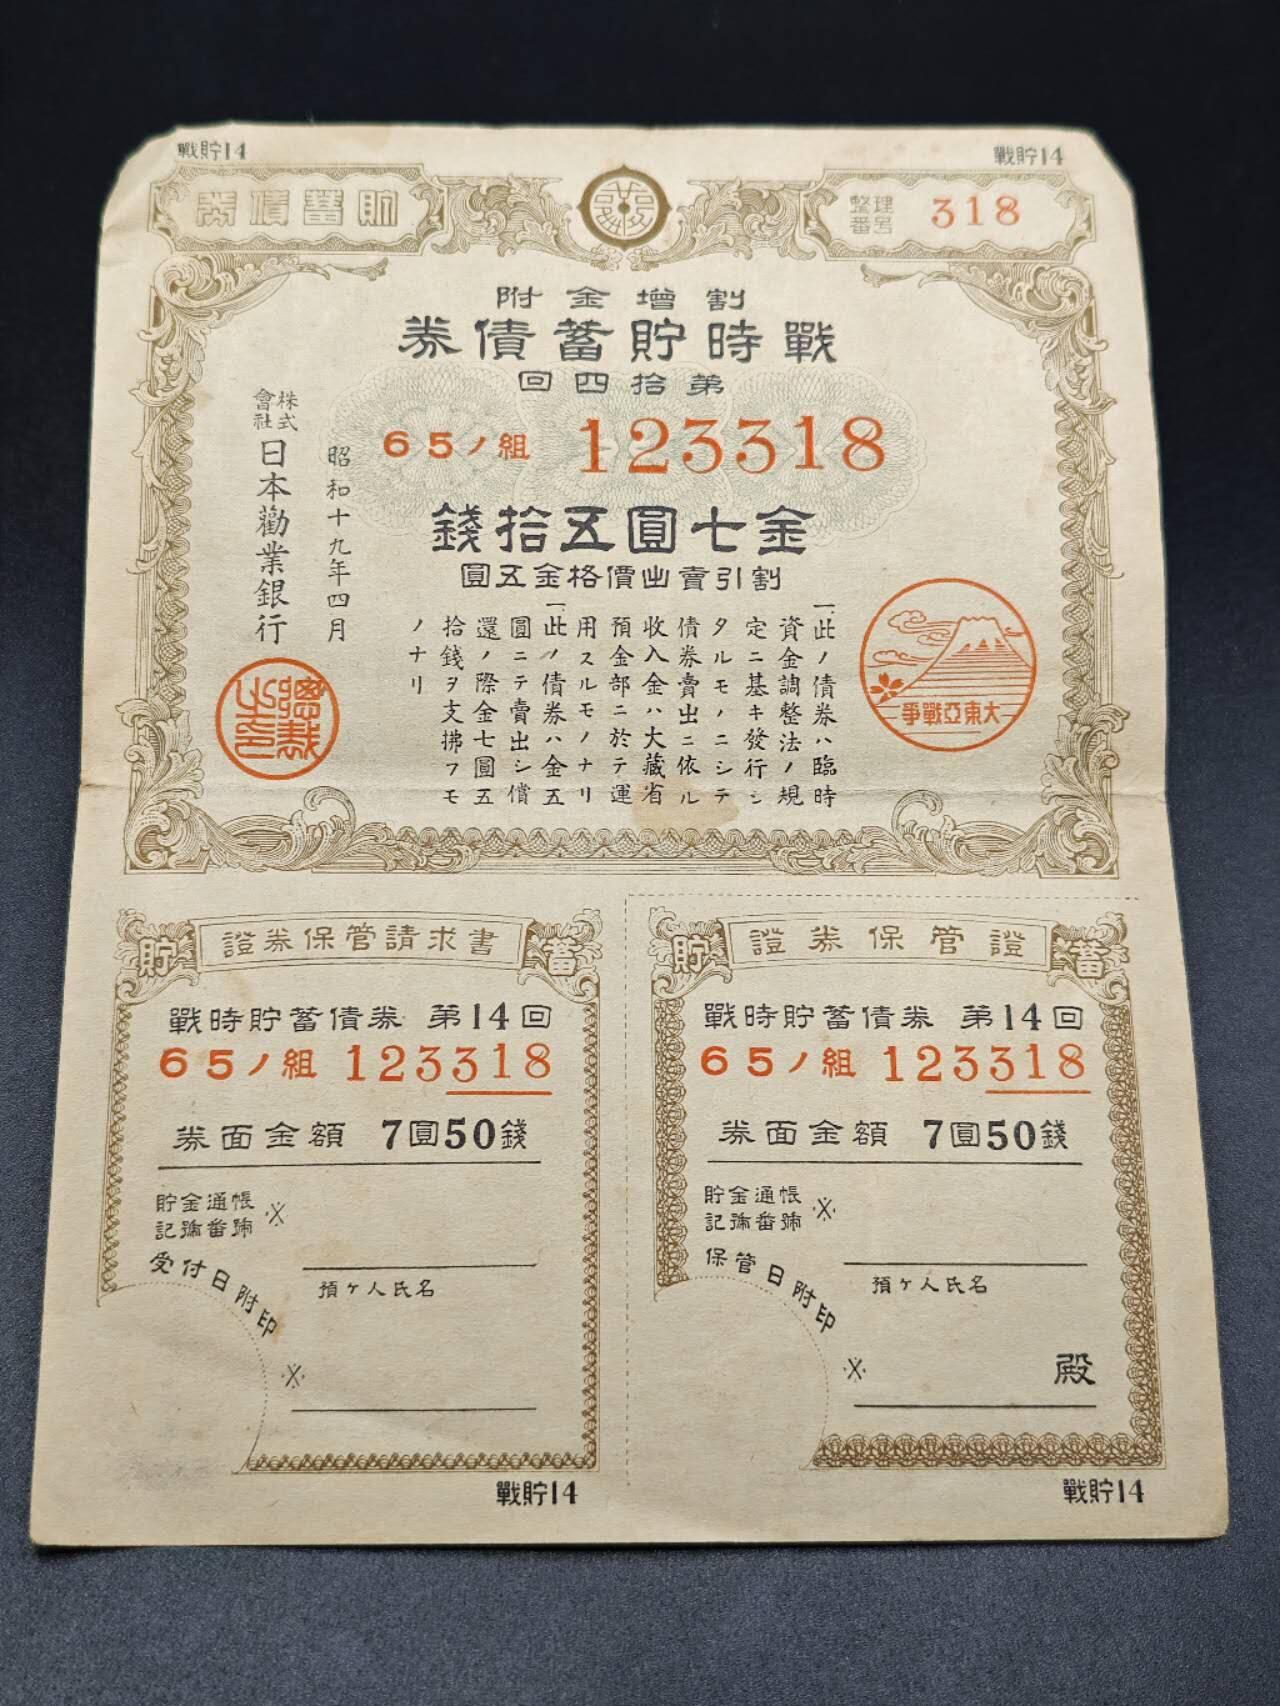 戰貯14
戰貯14
貯蓄債券
整理番号 318
割增金附
戰時貯蓄債券
第拾四回
65ノ組 123318
金七圓五拾錢
割引賣出價格金五圓
大東亞戰爭
一、此ノ債券ハ臨時
資金調整法ノ規
定ニ基キ發行シ
タルモノニシテ
債券賣出ニ依ル
收入金ハ大藏省
預金部ニ於テ運
用スルモノナリ
一、此ノ債券ハ金五
圓ニテ賣出シ償
還ノ際金七圓五
拾錢ヲ支拂フモ
ノナリ
昭和十九年四月
株式會社日本勸業銀行
總裁之印
貯
證券保管請求書
蓄
戰時貯蓄債券 第14回
65ノ組 123318
券面金額 7圓50錢
貯金通帳
記號番號 ※
受付日附印
預ケ人氏名
※
戰貯14
貯
證券保管證
蓄
戰時貯蓄債券 第14回
65ノ組 123318
券面金額 7圓50錢
貯金通帳
記號番號 ※
保管日附印
預ケ人氏名
※ 殿
戰貯14